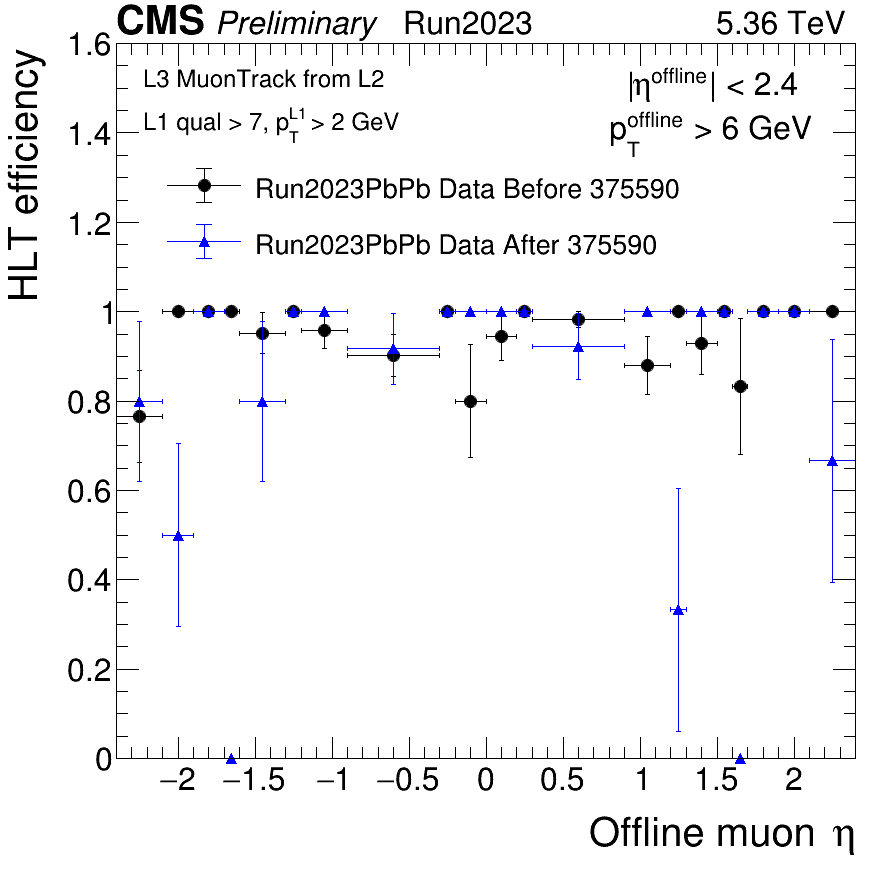 CMS Preliminary Run2023 5.36 TeV
HLT efficiency
L3 MuonTrack from L2
L1 qual > 7, p_T^L1 > 2 GeV
|η^offline| < 2.4
p_T^offline > 6 GeV
Run2023PbPb Data Before 375590
Run2023PbPb Data After 375590
1.6
1.4
1.2
1
0.8
0.6
0.4
0.2
0
−2 −1.5 −1 −0.5 0 0.5 1 1.5 2
Offline muon η